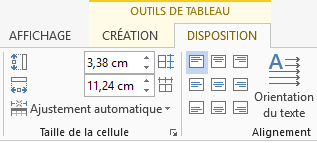 OUTILS DE TABLEAU
AFFICHAGE CRÉATION DISPOSITION
3,38 cm
11,24 cm
Ajustement automatique
Orientation
du texte
Taille de la cellule Alignement